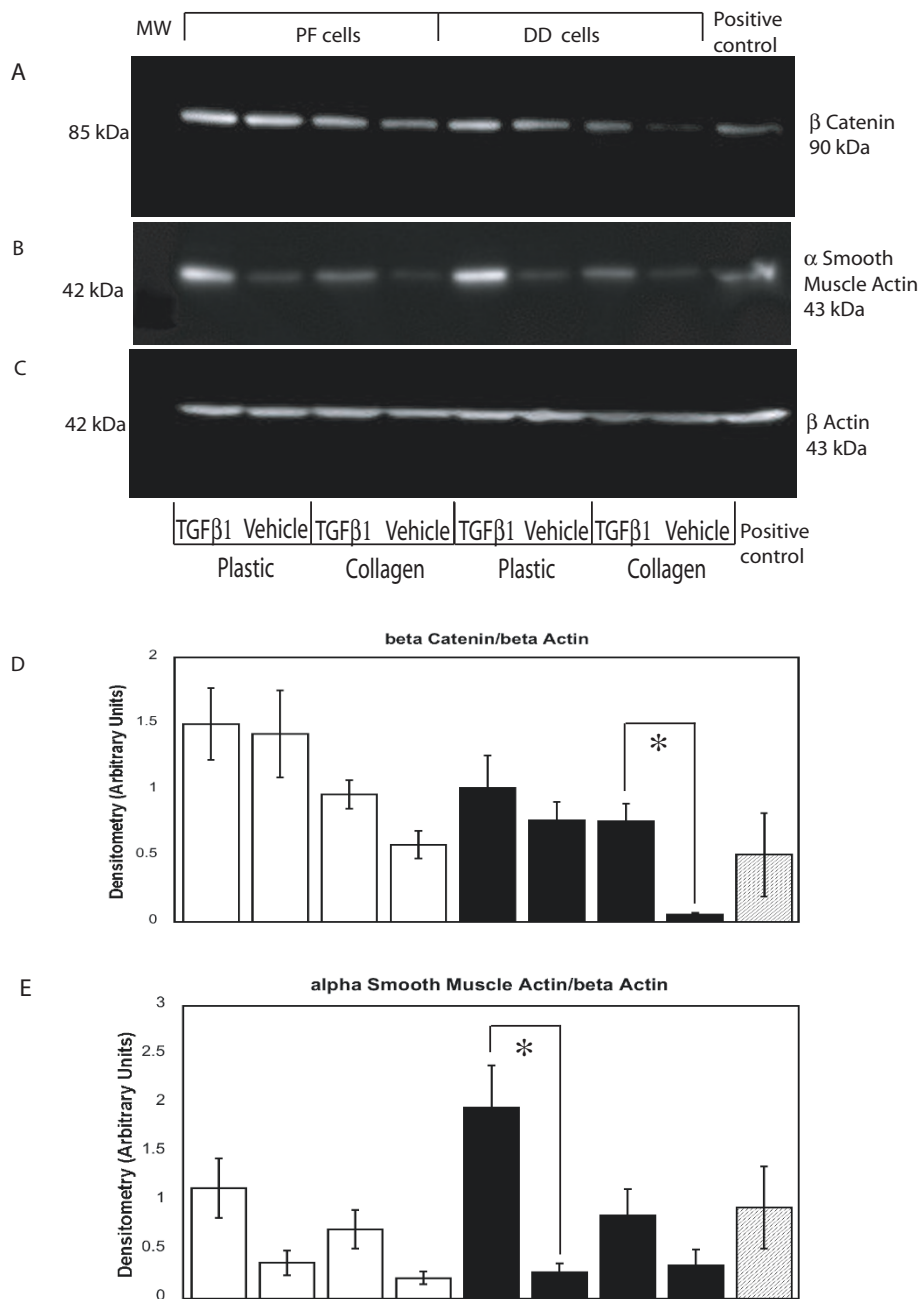 MW PF cells DD cells Positive control
A
85 kDa
β Catenin
90 kDa
B
42 kDa
α Smooth
Muscle Actin
43 kDa
C
42 kDa
β Actin
43 kDa
TGFβ1 Vehicle TGFβ1 Vehicle TGFβ1 Vehicle TGFβ1 Vehicle Positive control
Plastic Collagen Plastic Collagen
D
beta Catenin/beta Actin
Densitometry (Arbitrary Units)
2
1.5
1
0.5
0
*
E
alpha Smooth Muscle Actin/beta Actin
Densitometry (Arbitrary Units)
3
2.5
2
1.5
1
0.5
0
*